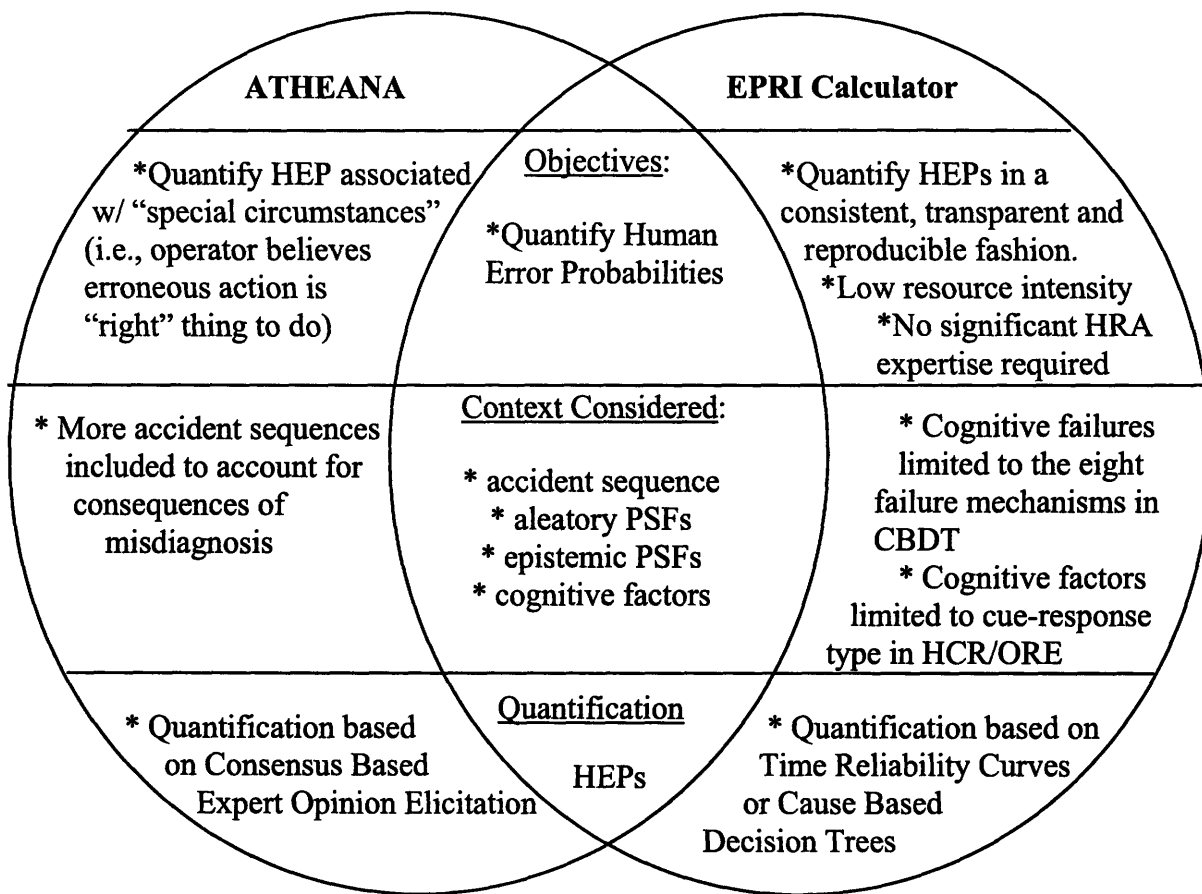 ATHEANA
EPRI Calculator
*Quantify HEP associated
w/ “special circumstances”
(i.e., operator believes
erroneous action is
“right” thing to do)
Objectives:
*Quantify Human
Error Probabilities
*Quantify HEPs in a
consistent, transparent and
reproducible fashion.
*Low resource intensity
*No significant HRA
expertise required
* More accident sequences
included to account for
consequences of
misdiagnosis
Context Considered:
* accident sequence
* aleatory PSFs
* epistemic PSFs
* cognitive factors
* Cognitive failures
limited to the eight
failure mechanisms in
CBDT
* Cognitive factors
limited to cue-response
type in HCR/ORE
* Quantification based
on Consensus Based
Expert Opinion Elicitation
Quantification
HEPs
* Quantification based on
Time Reliability Curves
or Cause Based
Decision Trees